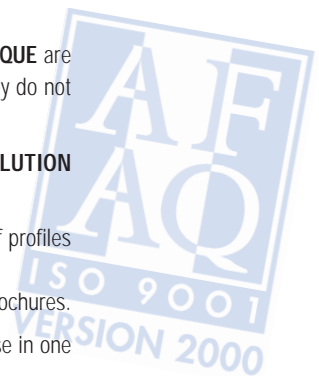 QUE are
y do not
LUTION
f profiles
ochures.
se in one
AF
AQ
ISO 9001
VERSION 2000